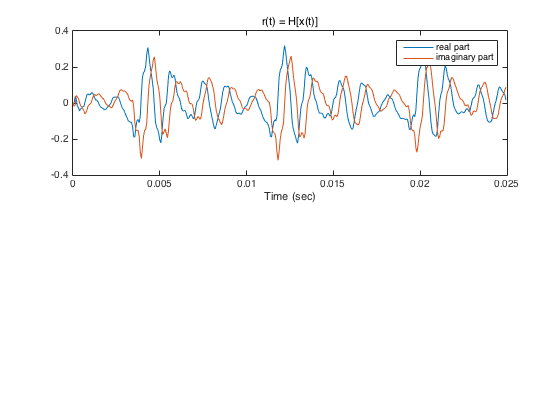 r(t) = H[x(t)]
real part
imaginary part
0.4
0.2
0
-0.2
-0.4
0
0.005
0.01
0.015
0.02
0.025
Time (sec)